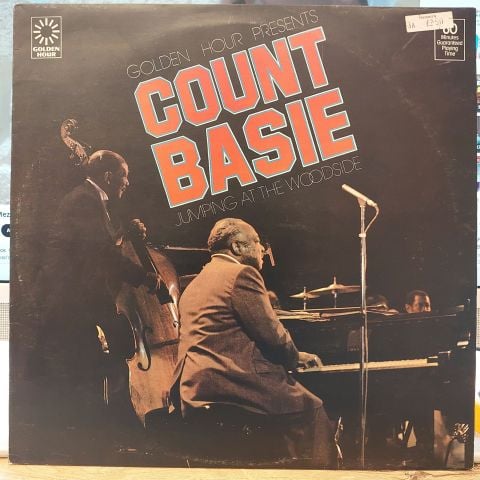 GOLDEN HOUR
GOLDEN HOUR PRESENTS
COUNT
BASIE
JUMPING AT THE WOODSIDE
60
Minutes
Guaranteed
Playing
Time